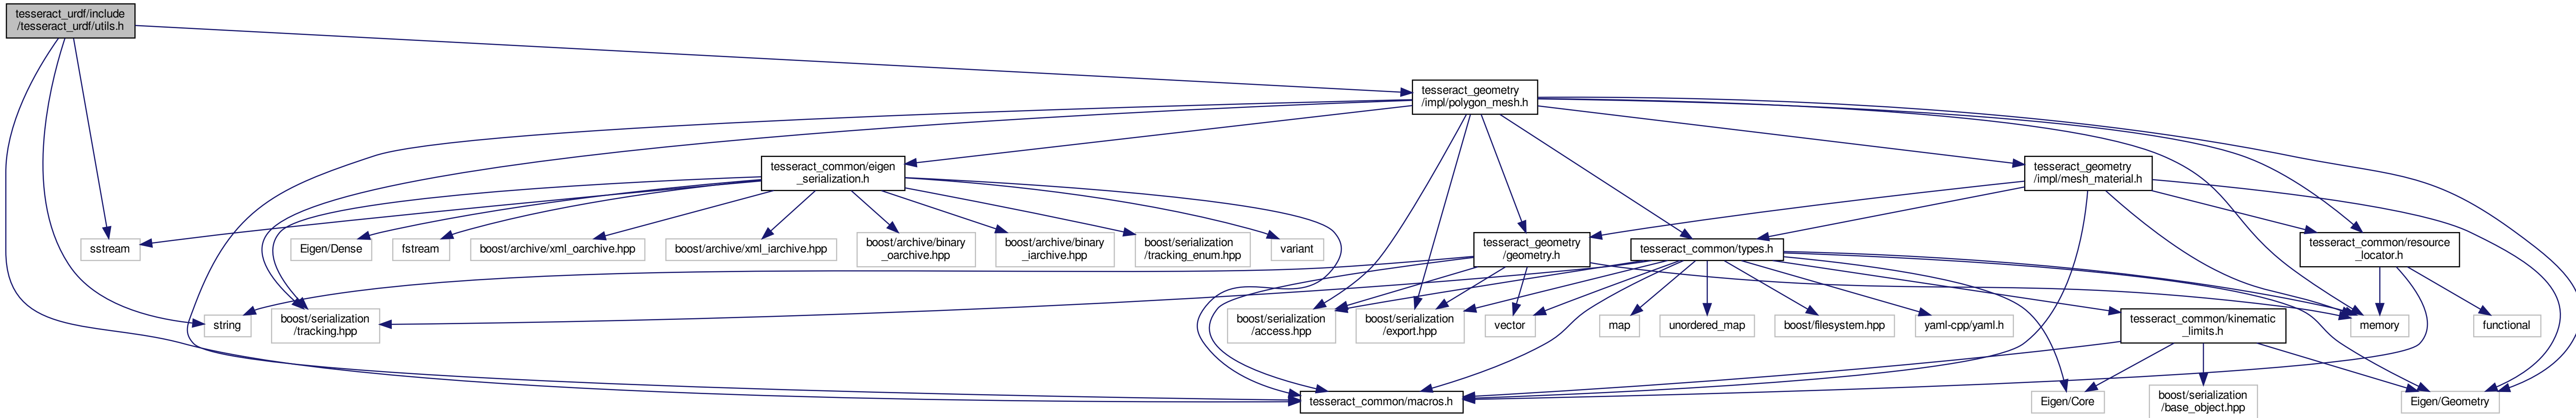 tesseract_urdf/include
/tesseract_urdf/utils.h
tesseract_geometry
/impl/polygon_mesh.h
tesseract_common/eigen
_serialization.h
tesseract_geometry
/impl/mesh_material.h
sstream
Eigen/Dense
fstream
boost/archive/xml_oarchive.hpp
boost/archive/xml_iarchive.hpp
boost/archive/binary
_oarchive.hpp
boost/archive/binary
_iarchive.hpp
boost/serialization
/tracking_enum.hpp
variant
tesseract_geometry
/geometry.h
tesseract_common/types.h
tesseract_common/resource
_locator.h
string
boost/serialization
/tracking.hpp
boost/serialization
/access.hpp
boost/serialization
/export.hpp
vector
map
unordered_map
boost/filesystem.hpp
yaml-cpp/yaml.h
tesseract_common/kinematic
_limits.h
memory
functional
tesseract_common/macros.h
Eigen/Core
boost/serialization
/base_object.hpp
Eigen/Geometry